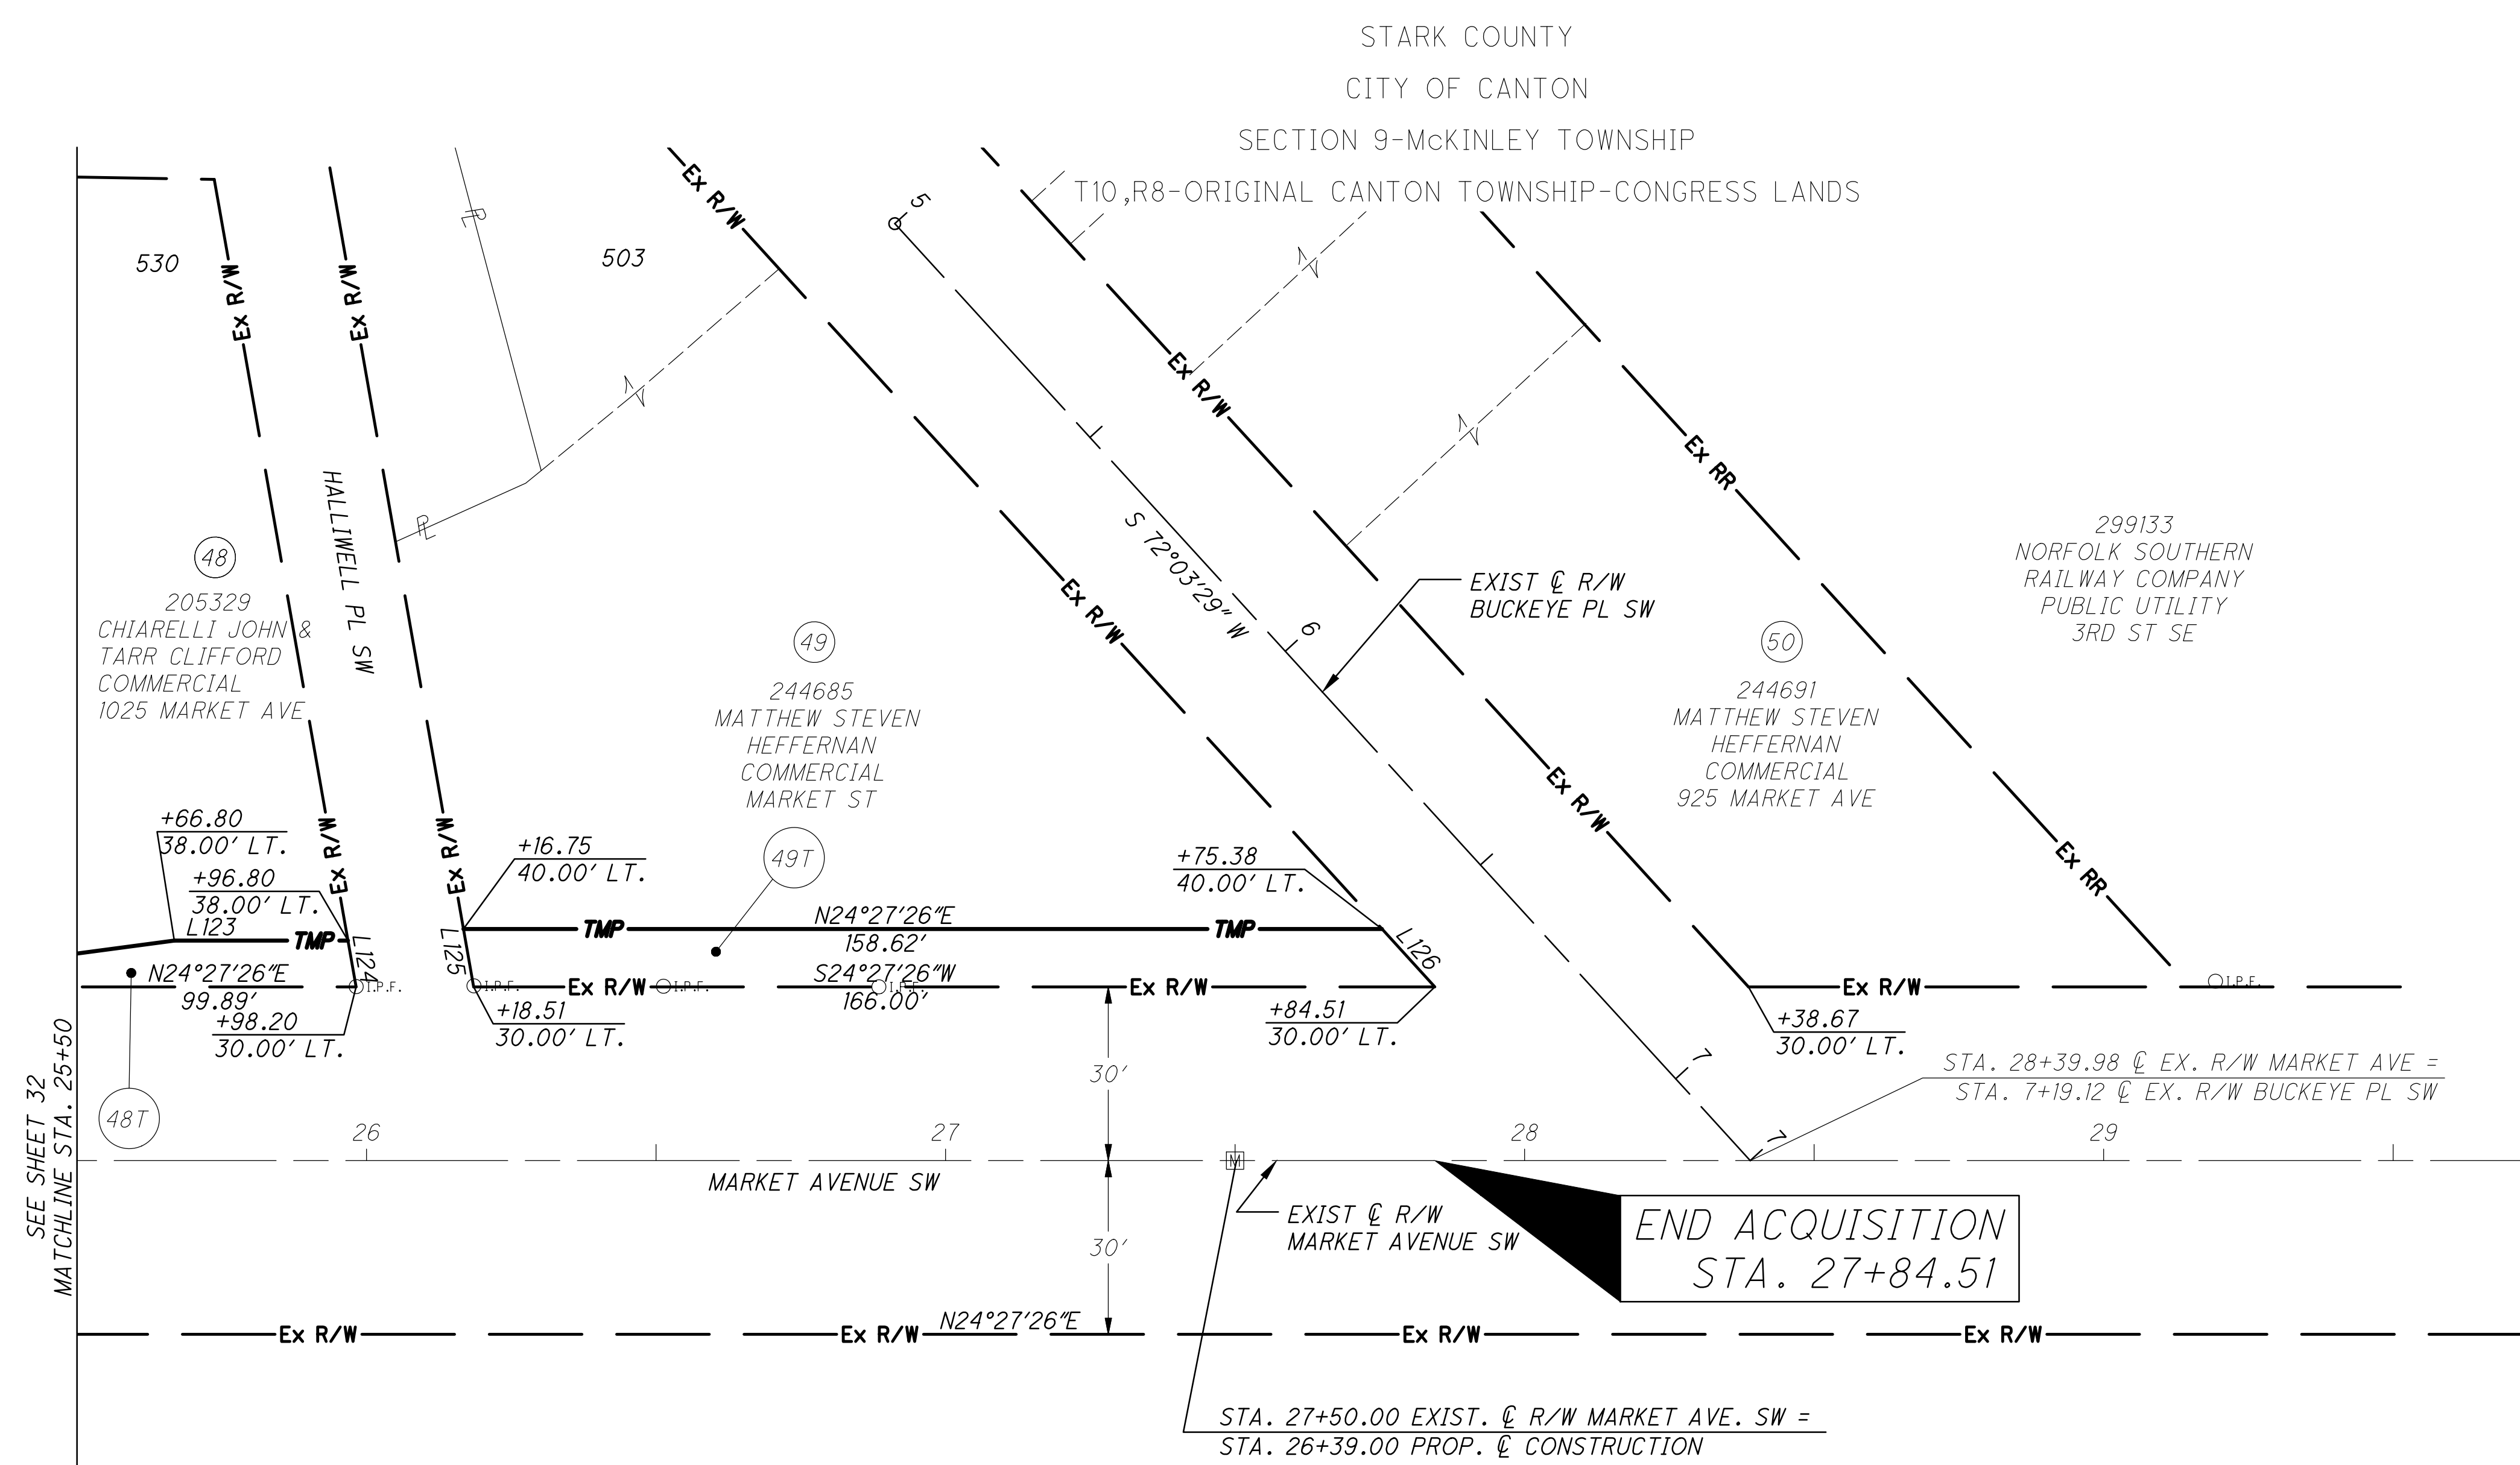 STARK COUNTY
CITY OF CANTON
SECTION 9-McKINLEY TOWNSHIP
T10,R8-ORIGINAL CANTON TOWNSHIP-CONGRESS LANDS
530
503
Ex R/W
Ex R/W
Ex R/W
5
Ex R/W
Ex RR
PL
PL
HALLIWELL PL SW
S 72°03'29" W
6
EXIST ℄ R/W
BUCKEYE PL SW
Ex R/W
Ex R/W
Ex RR
299133
NORFOLK SOUTHERN
RAILWAY COMPANY
PUBLIC UTILITY
3RD ST SE
48
205329
CHIARELLI JOHN &
TARR CLIFFORD
COMMERCIAL
1025 MARKET AVE
49
244685
MATTHEW STEVEN
HEFFERNAN
COMMERCIAL
MARKET ST
50
244691
MATTHEW STEVEN
HEFFERNAN
COMMERCIAL
925 MARKET AVE
+66.80
38.00' LT.
+96.80
38.00' LT.
L123
TMP
Ex R/W
Ex R/W
+16.75
40.00' LT.
49T
+75.38
40.00' LT.
TMP
N24°27'26"E
158.62'
TMP
L124
L125
L126
N24°27'26"E
99.89'
I.P.F.
I.P.F.
Ex R/W
I.P.F.
S24°27'26"W
166.00'
I.P.F.
Ex R/W
Ex R/W
I.P.F.
+98.20
30.00' LT.
+18.51
30.00' LT.
+84.51
30.00' LT.
+38.67
30.00' LT.
48T
30'
7
STA. 28+39.98 ℄ EX. R/W MARKET AVE =
STA. 7+19.12 ℄ EX. R/W BUCKEYE PL SW
SEE SHEET 32
MATCHLINE STA. 25+50
26
27
28
7
29
M
MARKET AVENUE SW
30'
EXIST ℄ R/W
MARKET AVENUE SW
END ACQUISITION
STA. 27+84.51
Ex R/W
Ex R/W
N24°27'26"E
Ex R/W
Ex R/W
STA. 27+50.00 EXIST. ℄ R/W MARKET AVE. SW =
STA. 26+39.00 PROP. ℄ CONSTRUCTION